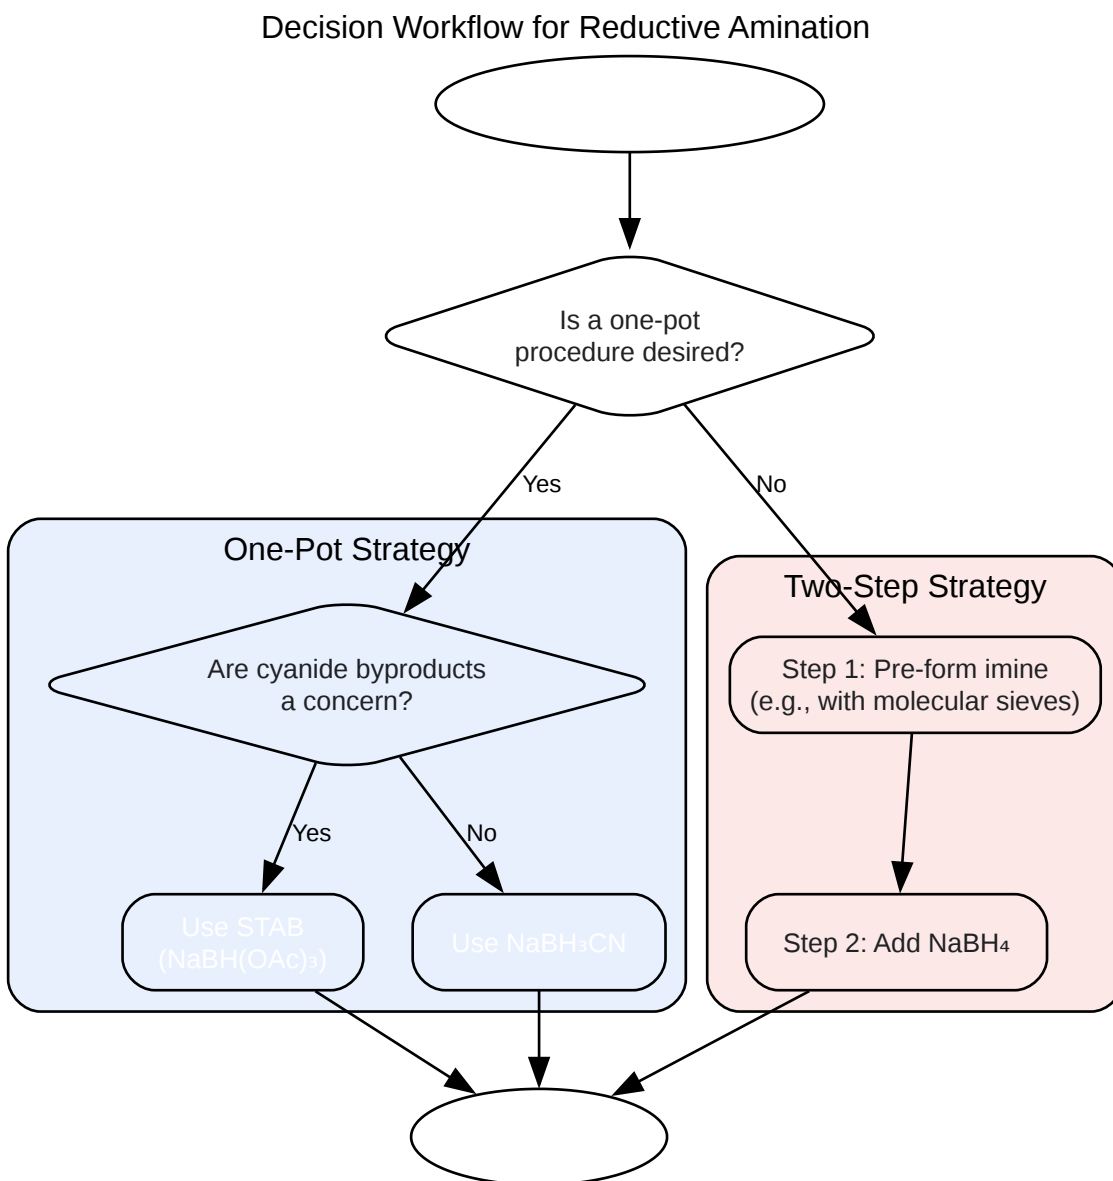 Decision Workflow for Reductive Amination
Is a one-pot
procedure desired?
Yes
No
One-Pot Strategy
Two-Step Strategy
Are cyanide byproducts
a concern?
Step 1: Pre-form imine
(e.g., with molecular sieves)
Yes
No
Use STAB
(NaBH(OAc)₃)
Use NaBH₃CN
Step 2: Add NaBH₄